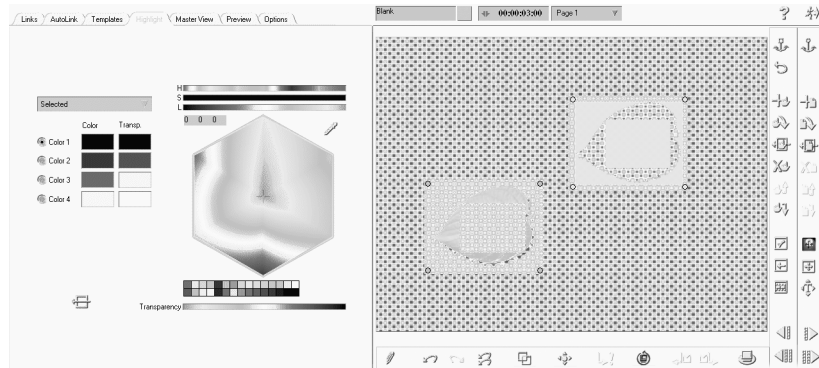 Links AutoLink Templates Highlight Master View Preview Options
Blank 00:00:03:00 Page 1
H
S
L
Selected
0 0 0
Color Transp.
Color 1
Color 2
Color 3
Color 4
Transparency